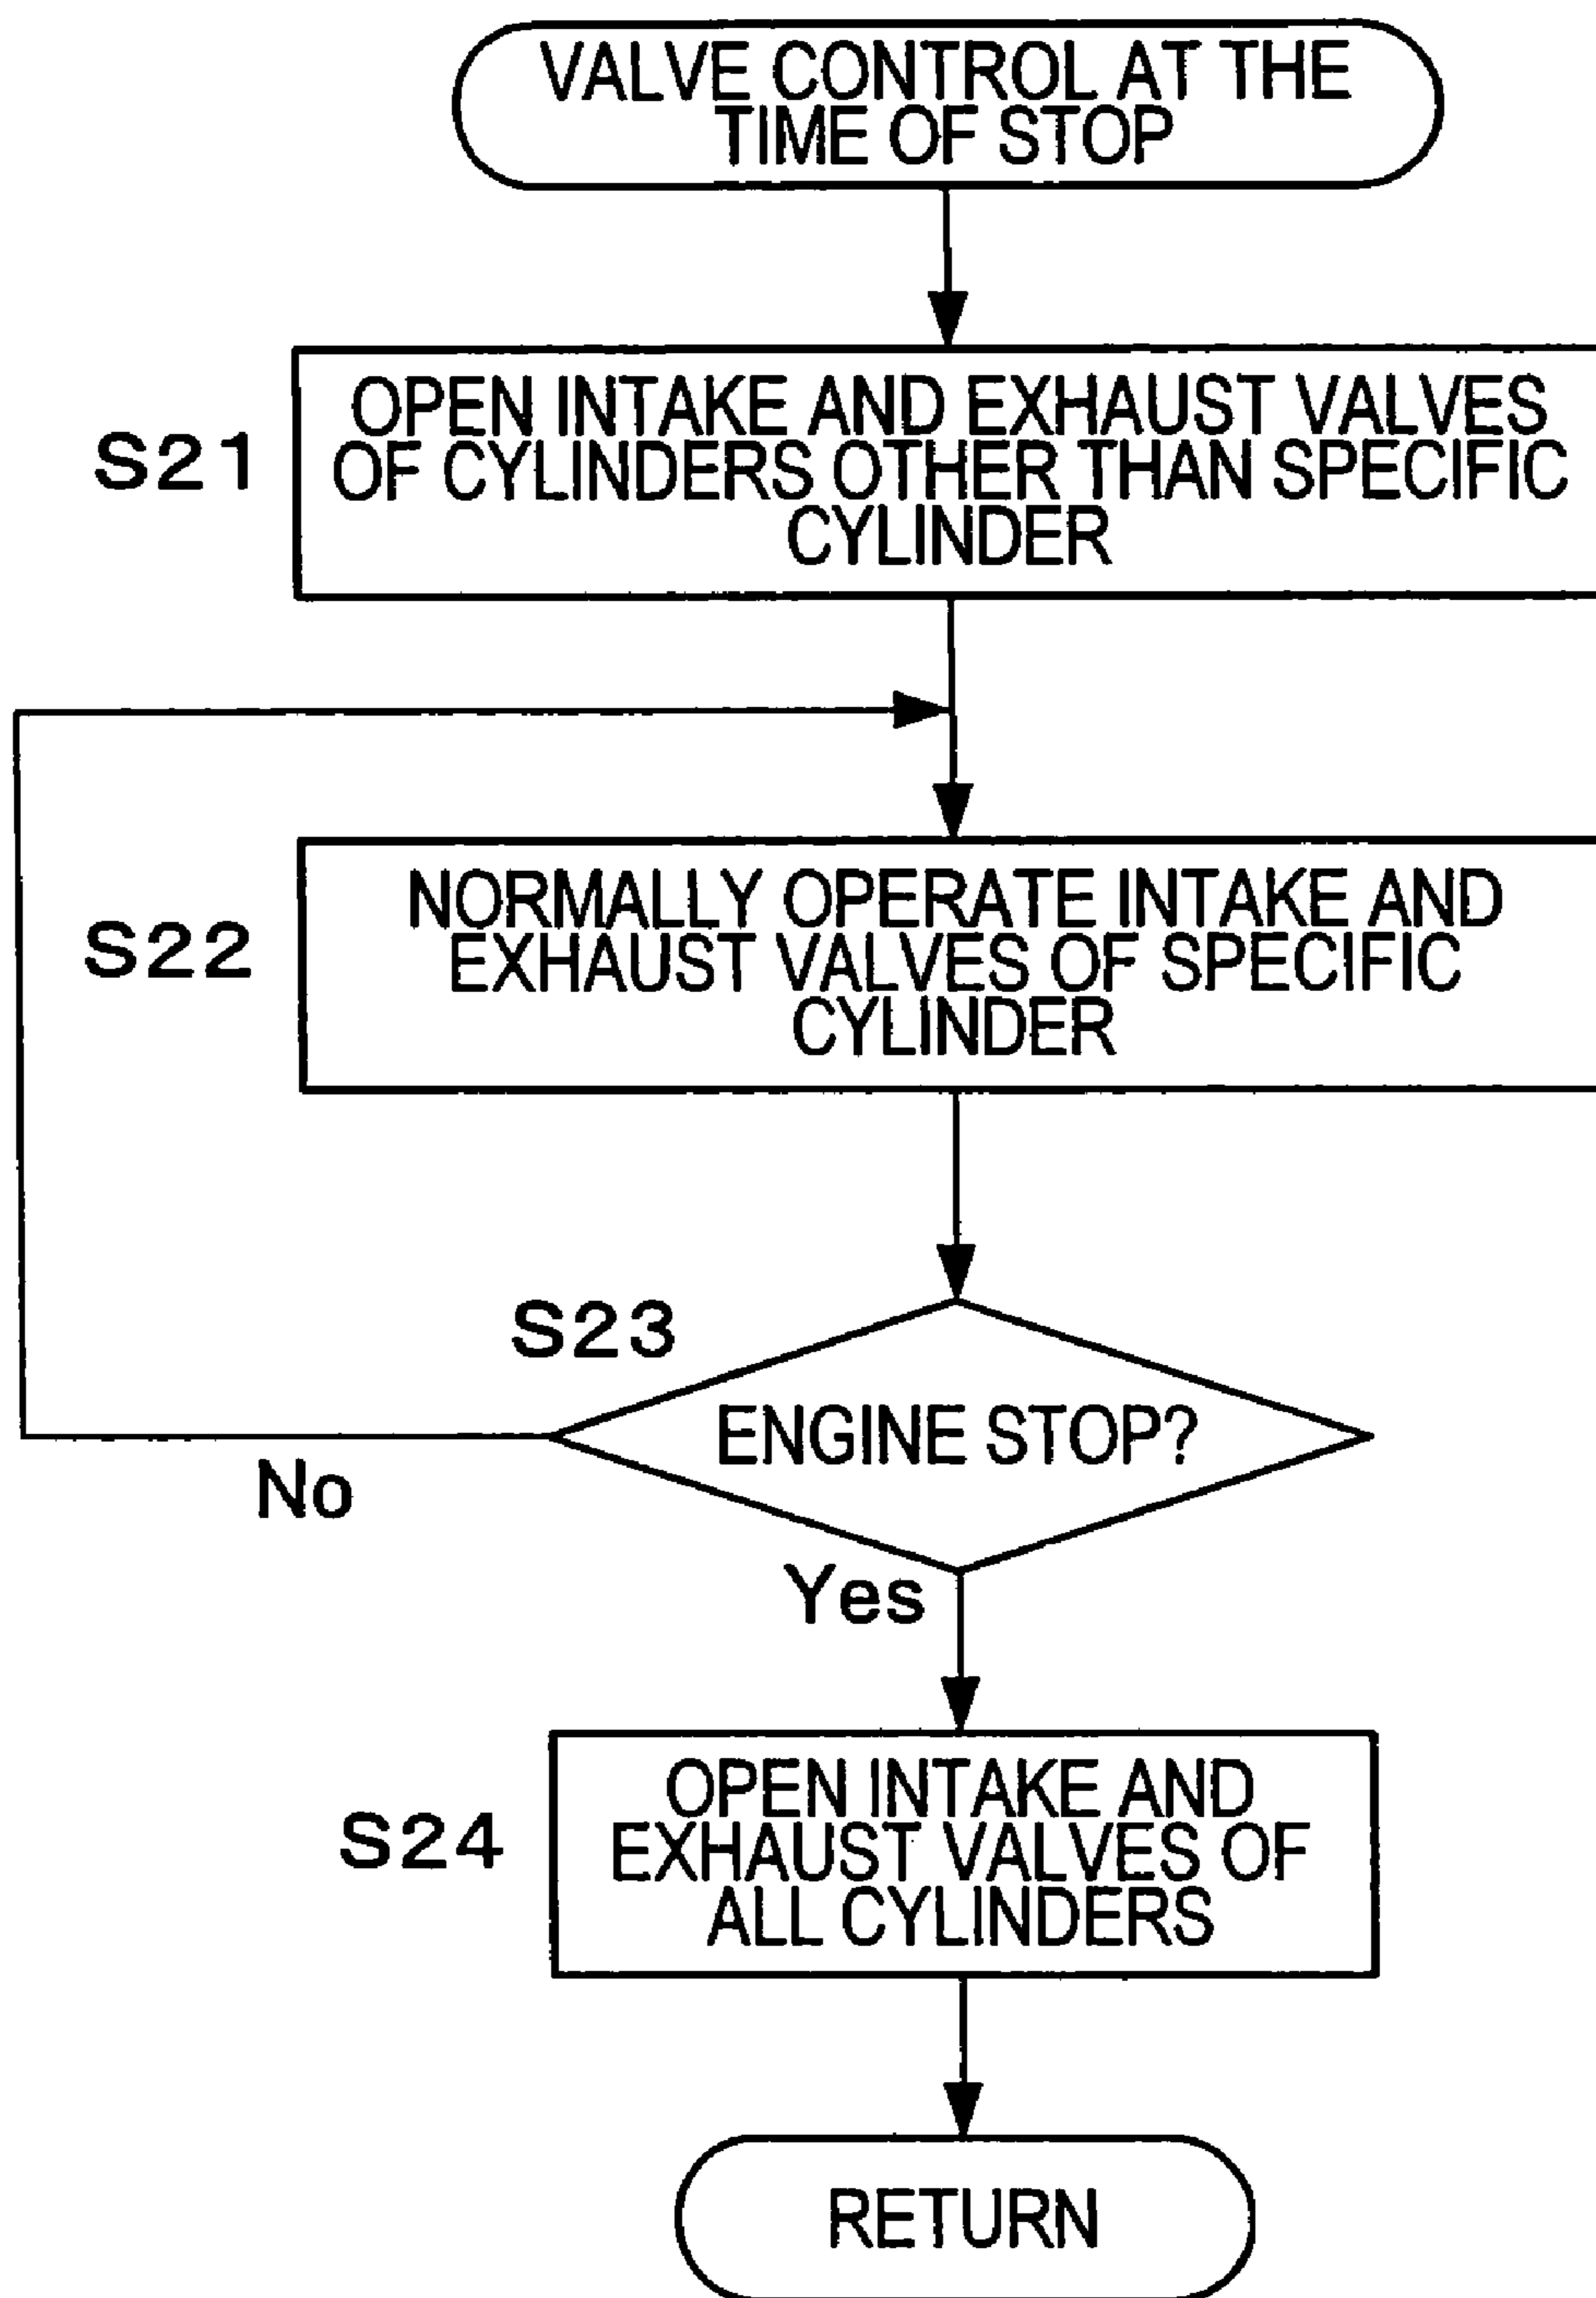 VALVE CONTROL AT THE
TIME OF STOP
S21
OPEN INTAKE AND EXHAUST VALVES
OF CYLINDERS OTHER THAN SPECIFIC
CYLINDER
S22
NORMALLY OPERATE INTAKE AND
EXHAUST VALVES OF SPECIFIC
CYLINDER
S23
ENGINE STOP?
No
Yes
S24
OPEN INTAKE AND
EXHAUST VALVES OF
ALL CYLINDERS
RETURN